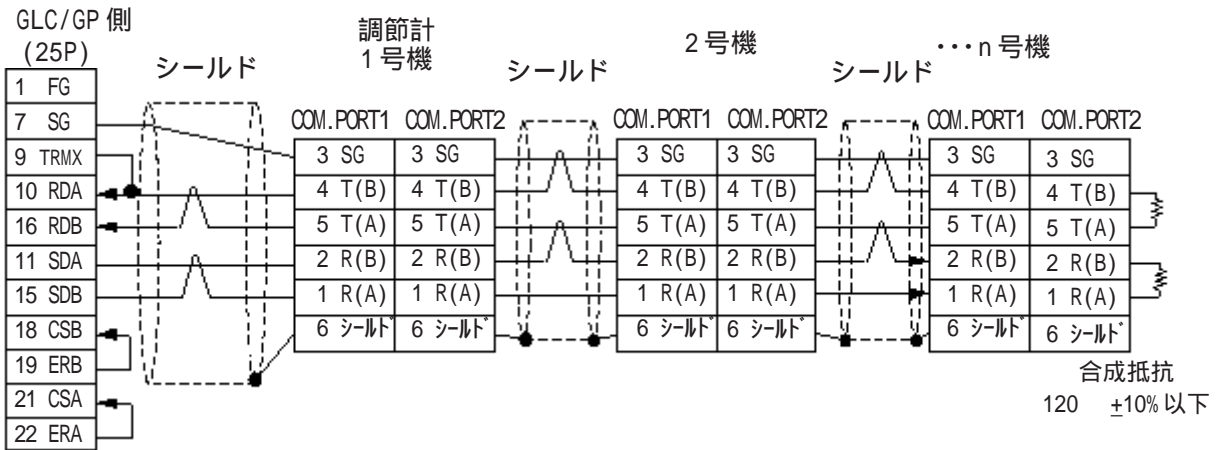 GLC/GP 側
(25P)
シールド
調節計
1号機
シールド
2号機
シールド
・・・n号機
1 FG
7 SG
9 TRMX
10 RDA
16 RDB
11 SDA
15 SDB
18 CSB
19 ERB
21 CSA
22 ERA
COM.PORT1 COM.PORT2
3 SG 3 SG
4 T(B) 4 T(B)
5 T(A) 5 T(A)
2 R(B) 2 R(B)
1 R(A) 1 R(A)
6 シールド 6 シールド
COM.PORT1 COM.PORT2
3 SG 3 SG
4 T(B) 4 T(B)
5 T(A) 5 T(A)
2 R(B) 2 R(B)
1 R(A) 1 R(A)
6 シールド 6 シールド
COM.PORT1 COM.PORT2
3 SG 3 SG
4 T(B) 4 T(B)
5 T(A) 5 T(A)
2 R(B) 2 R(B)
1 R(A) 1 R(A)
6 シールド 6 シールド
合成抵抗
120 ±10%以下